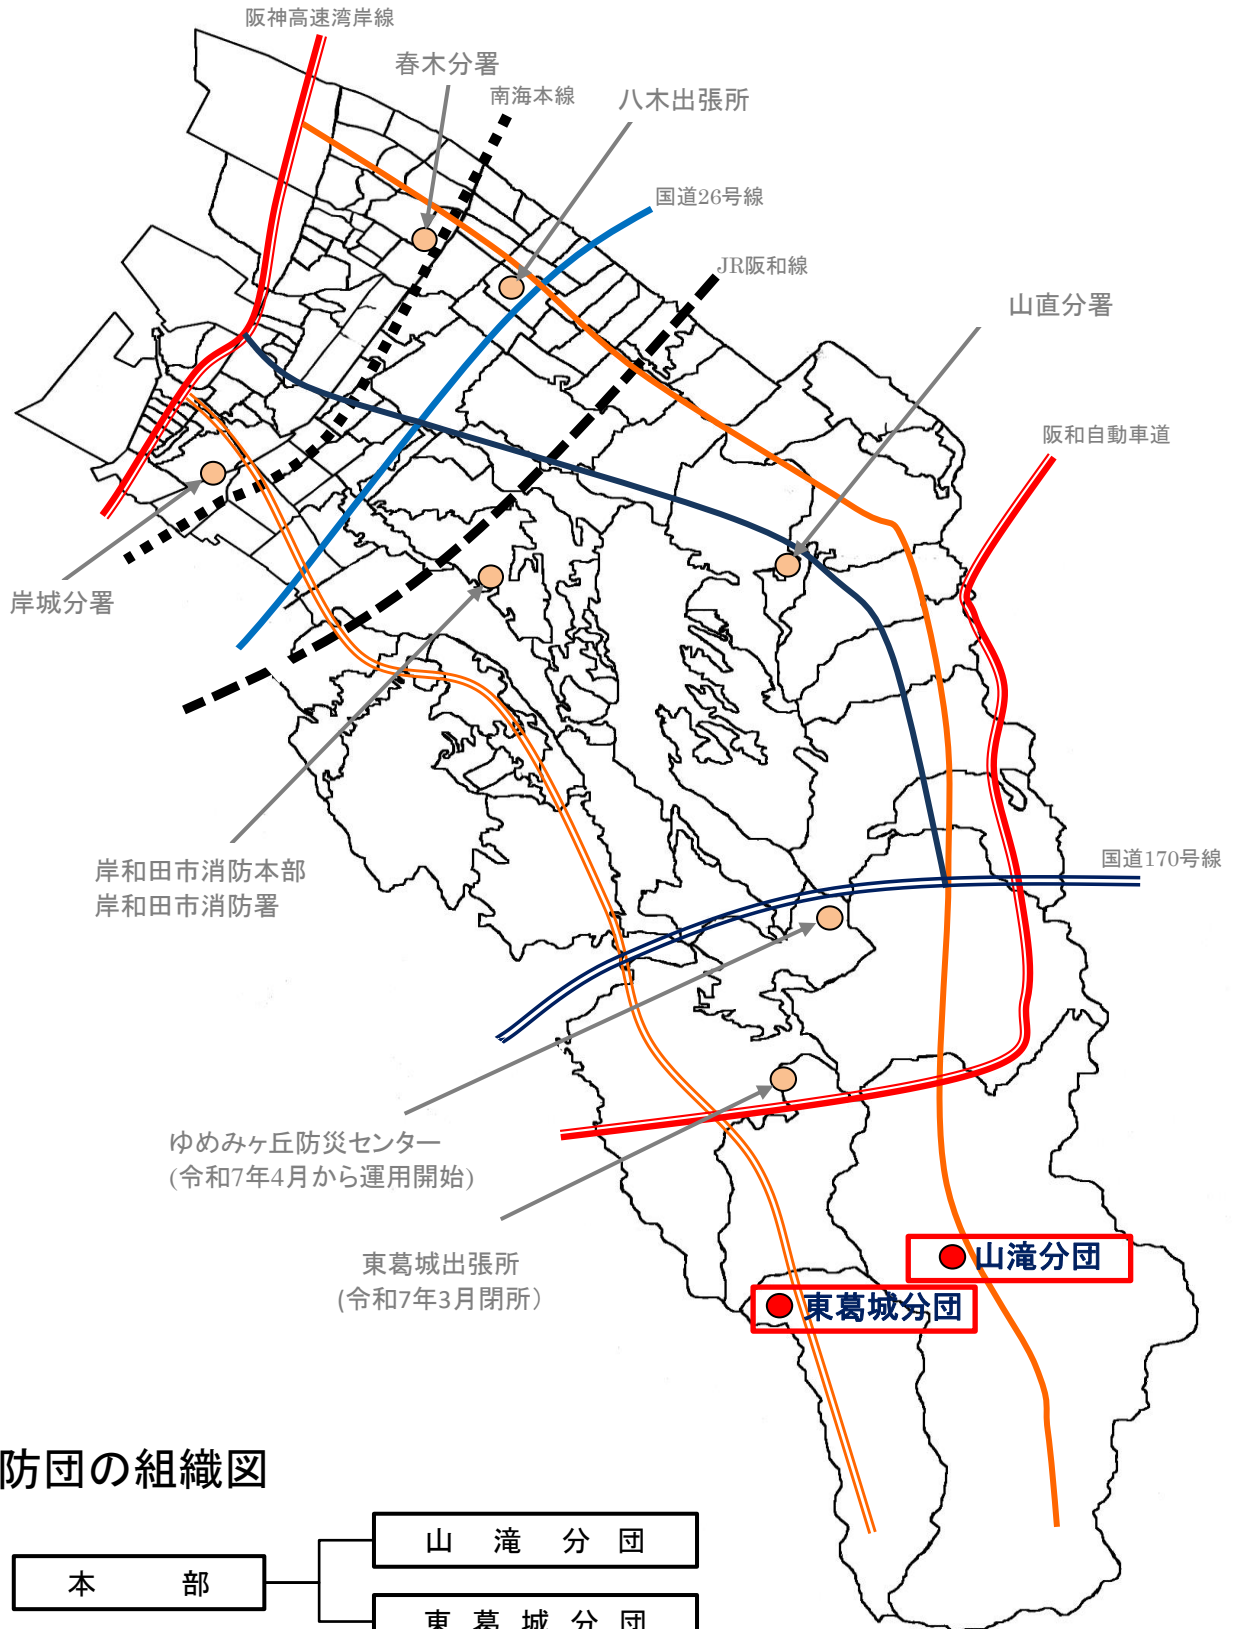 阪神高速湾岸線
春木分署
南海本線
八木出張所
国道26号線
JR阪和線
山直分署
阪和自動車道
岸城分署
岸和田市消防本部
岸和田市消防署
国道170号線
ゆめみヶ丘防災センター
(令和7年4月から運用開始)
東葛城出張所
(令和7年3月閉所）
山滝分団
東葛城分団
防団の組織図
山滝分団
本部
東葛城分団